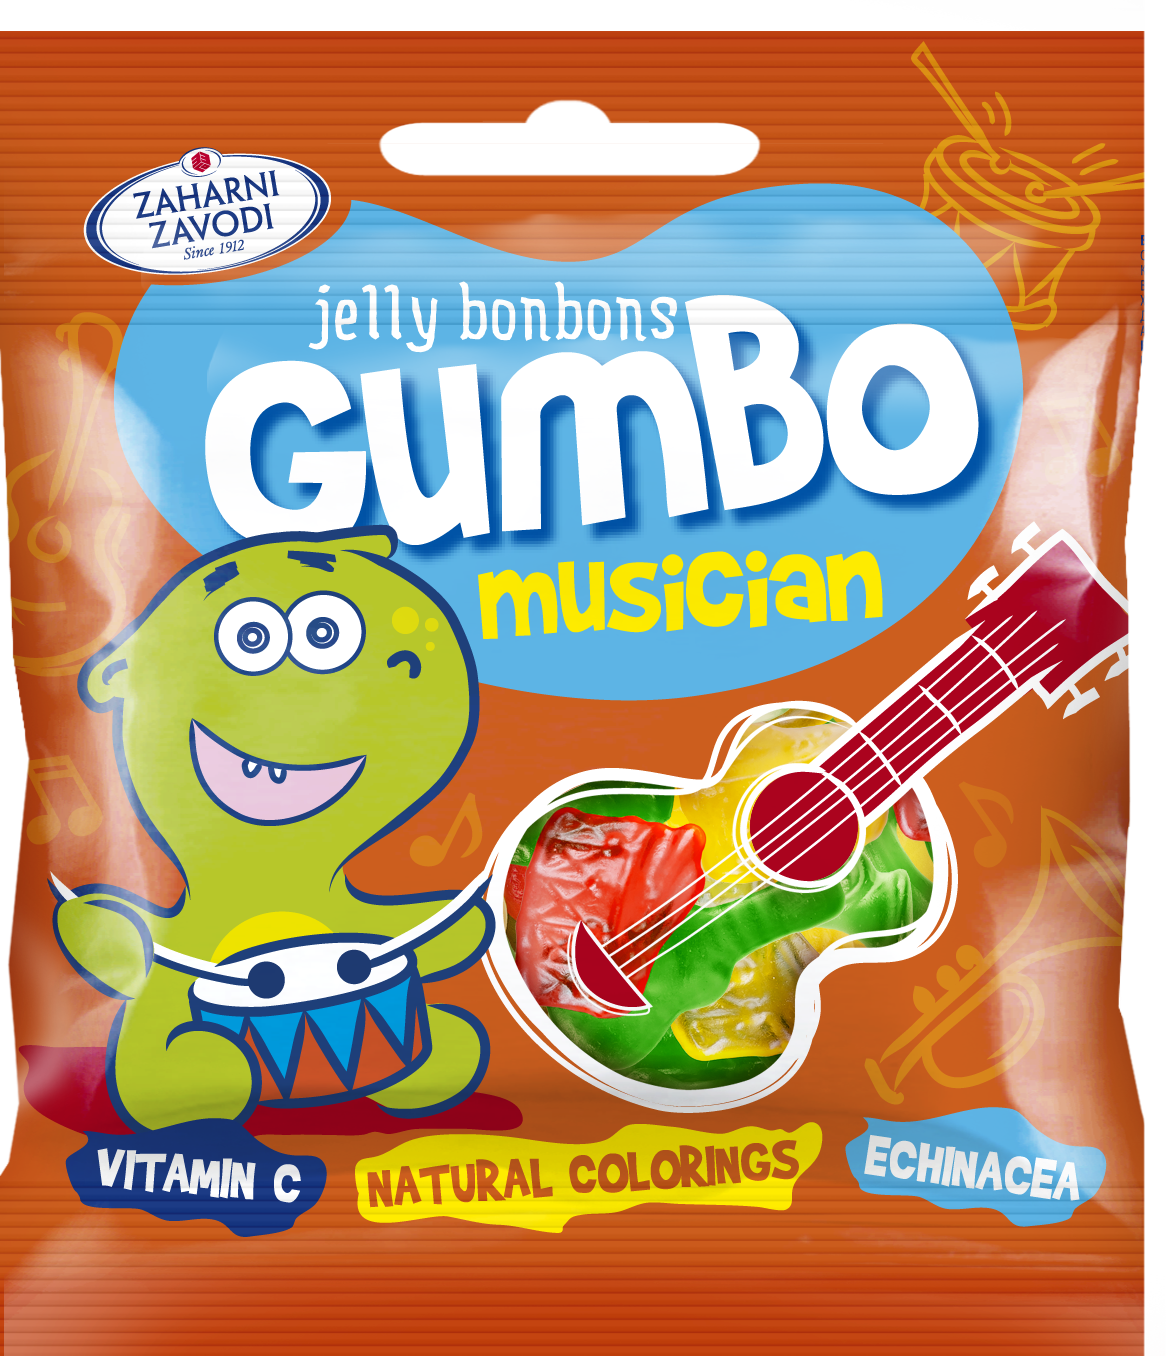 ZAHARNI
ZAVODI
Since 1912
jelly bonbons
GumBo
musician
VITAMIN C
NATURAL COLORINGS
ECHINACEA